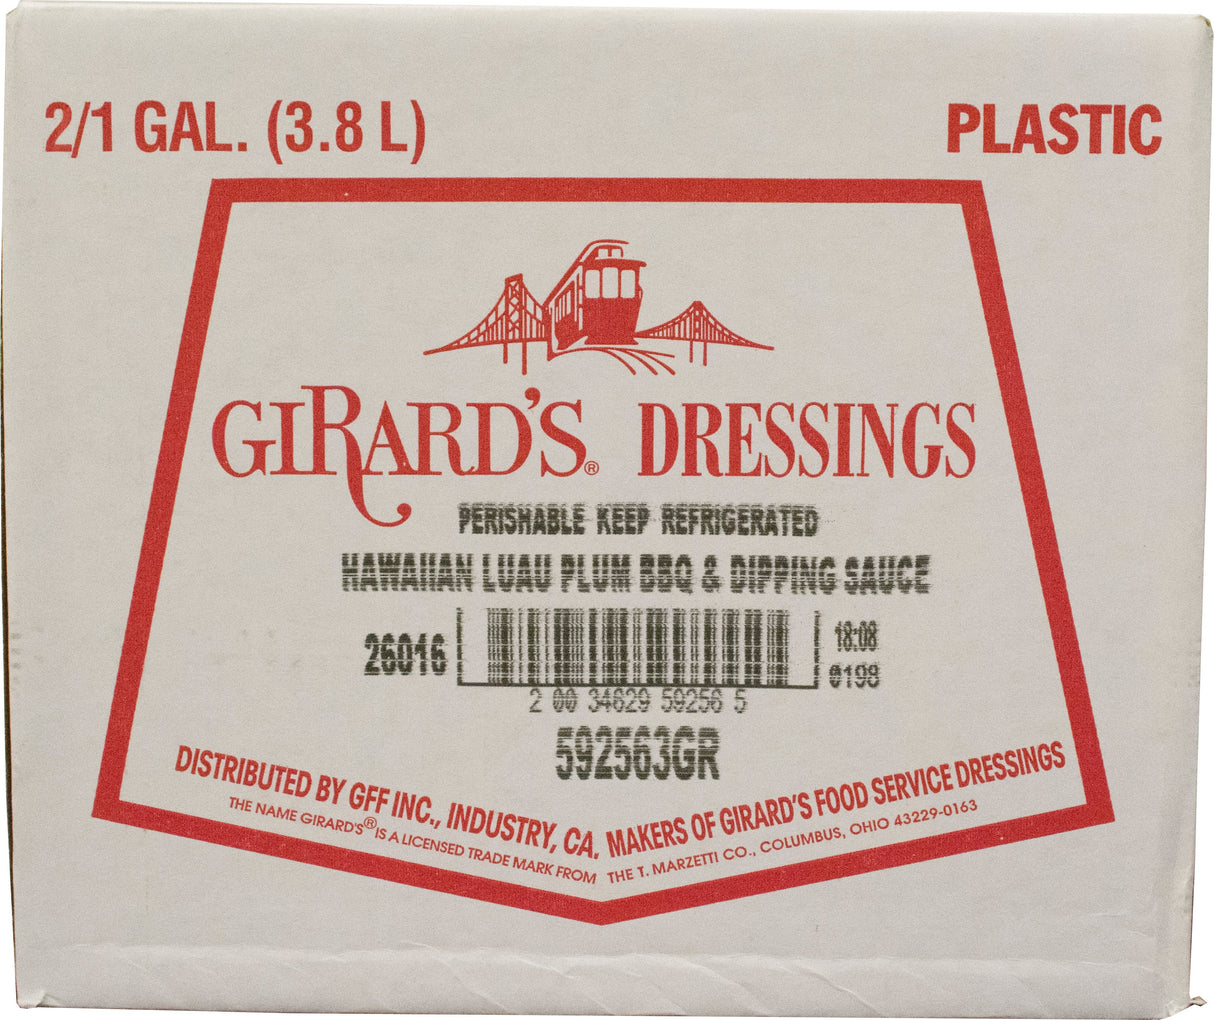 2/1 GAL. (3.8 L)
PLASTIC
GIRARD'S® DRESSINGS
PERISHABLE KEEP REFRIGERATED
HAWAIIAN LUAU PLUM BBQ & DIPPING SAUCE
26016
18:08
0198
2 00 34629 59256 5
592563GR
DISTRIBUTED BY GFF INC., INDUSTRY, CA. MAKERS OF GIRARD'S FOOD SERVICE DRESSINGS
THE NAME GIRARD'S® IS A LICENSED TRADE MARK FROM THE T. MARZETTI CO., COLUMBUS, OHIO 43229-0163